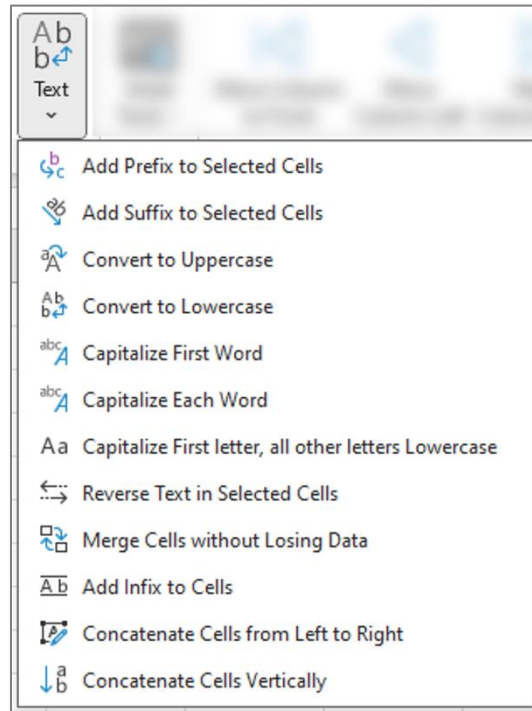 Text
Add Prefix to Selected Cells
Add Suffix to Selected Cells
Convert to Uppercase
Convert to Lowercase
Capitalize First Word
Capitalize Each Word
Capitalize First letter, all other letters Lowercase
Reverse Text in Selected Cells
Merge Cells without Losing Data
Add Infix to Cells
Concatenate Cells from Left to Right
Concatenate Cells Vertically